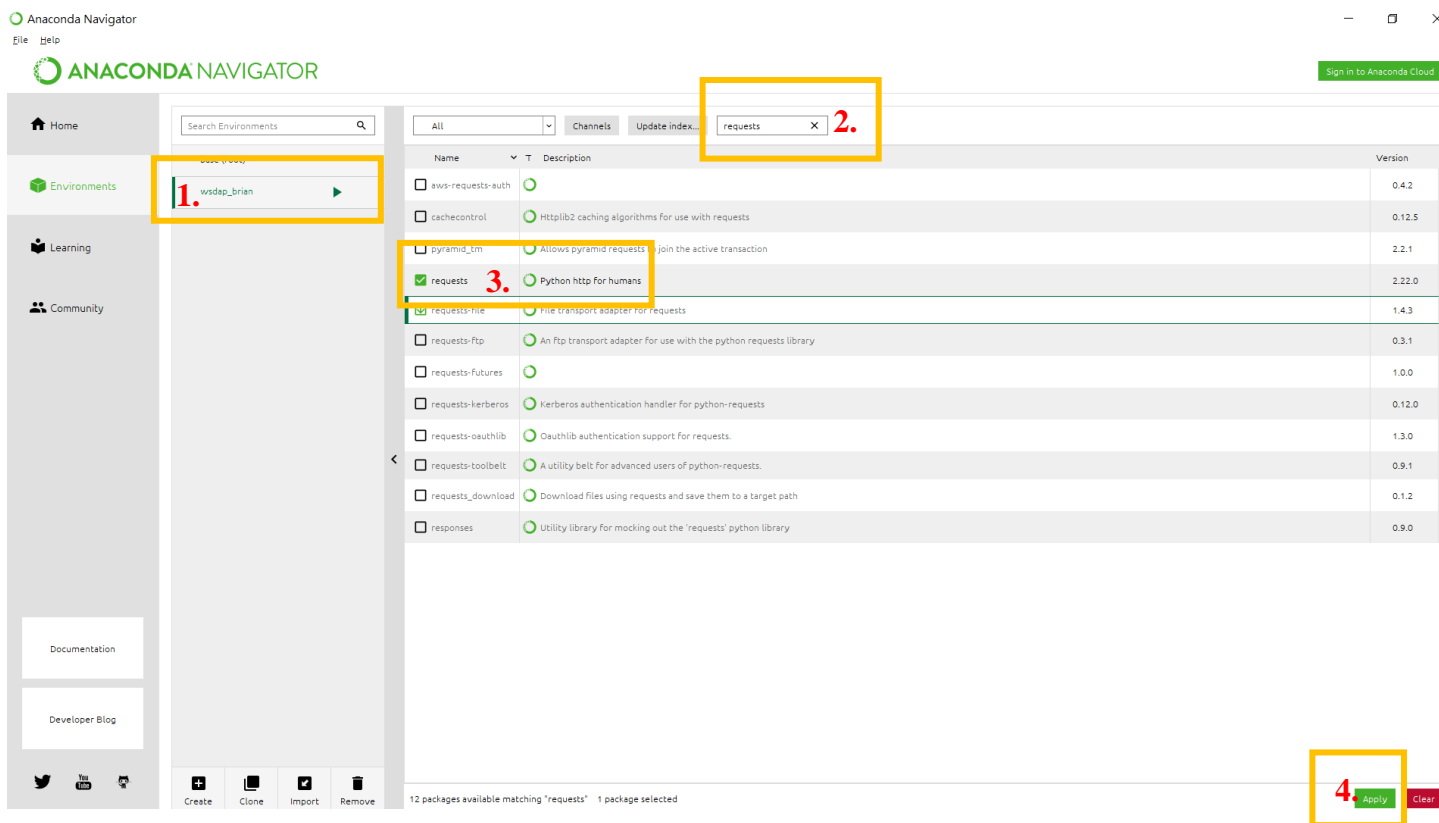 Anaconda Navigator
File Help
ANACONDA NAVIGATOR
Sign in to Anaconda Cloud
Home
Environments
Learning
Community
Documentation
Developer Blog
You Tube
Search Environments
base (root)
1. wsdap_brian
Create Clone Import Remove
All Channels Update index... requests 2.
Name T Description Version
aws-requests-auth 0.4.2
cachecontrol Httplib2 caching algorithms for use with requests 0.12.5
pyramid_tm Allows pyramid requests to join the active transaction 2.2.1
requests 3. Python http for humans 2.22.0
requests-file File transport adapter for requests 1.4.3
requests-ftp An ftp transport adapter for use with the python requests library 0.3.1
requests-futures 1.0.0
requests-kerberos Kerberos authentication handler for python-requests 0.12.0
requests-oauthlib Oauthlib authentication support for requests. 1.3.0
requests-toolbelt A utility belt for advanced users of python-requests. 0.9.1
requests_download Download files using requests and save them to a target path 0.1.2
responses Utility library for mocking out the 'requests' python library 0.9.0
12 packages available matching "requests" 1 package selected
4. Apply Clear